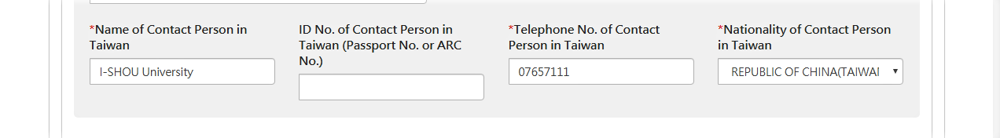 *Name of Contact Person in
Taiwan
I-SHOU University
ID No. of Contact Person in
Taiwan (Passport No. or ARC
No.)
*Telephone No. of Contact
Person in Taiwan
07657111
*Nationality of Contact Person
in Taiwan
REPUBLIC OF CHINA(TAIWAI